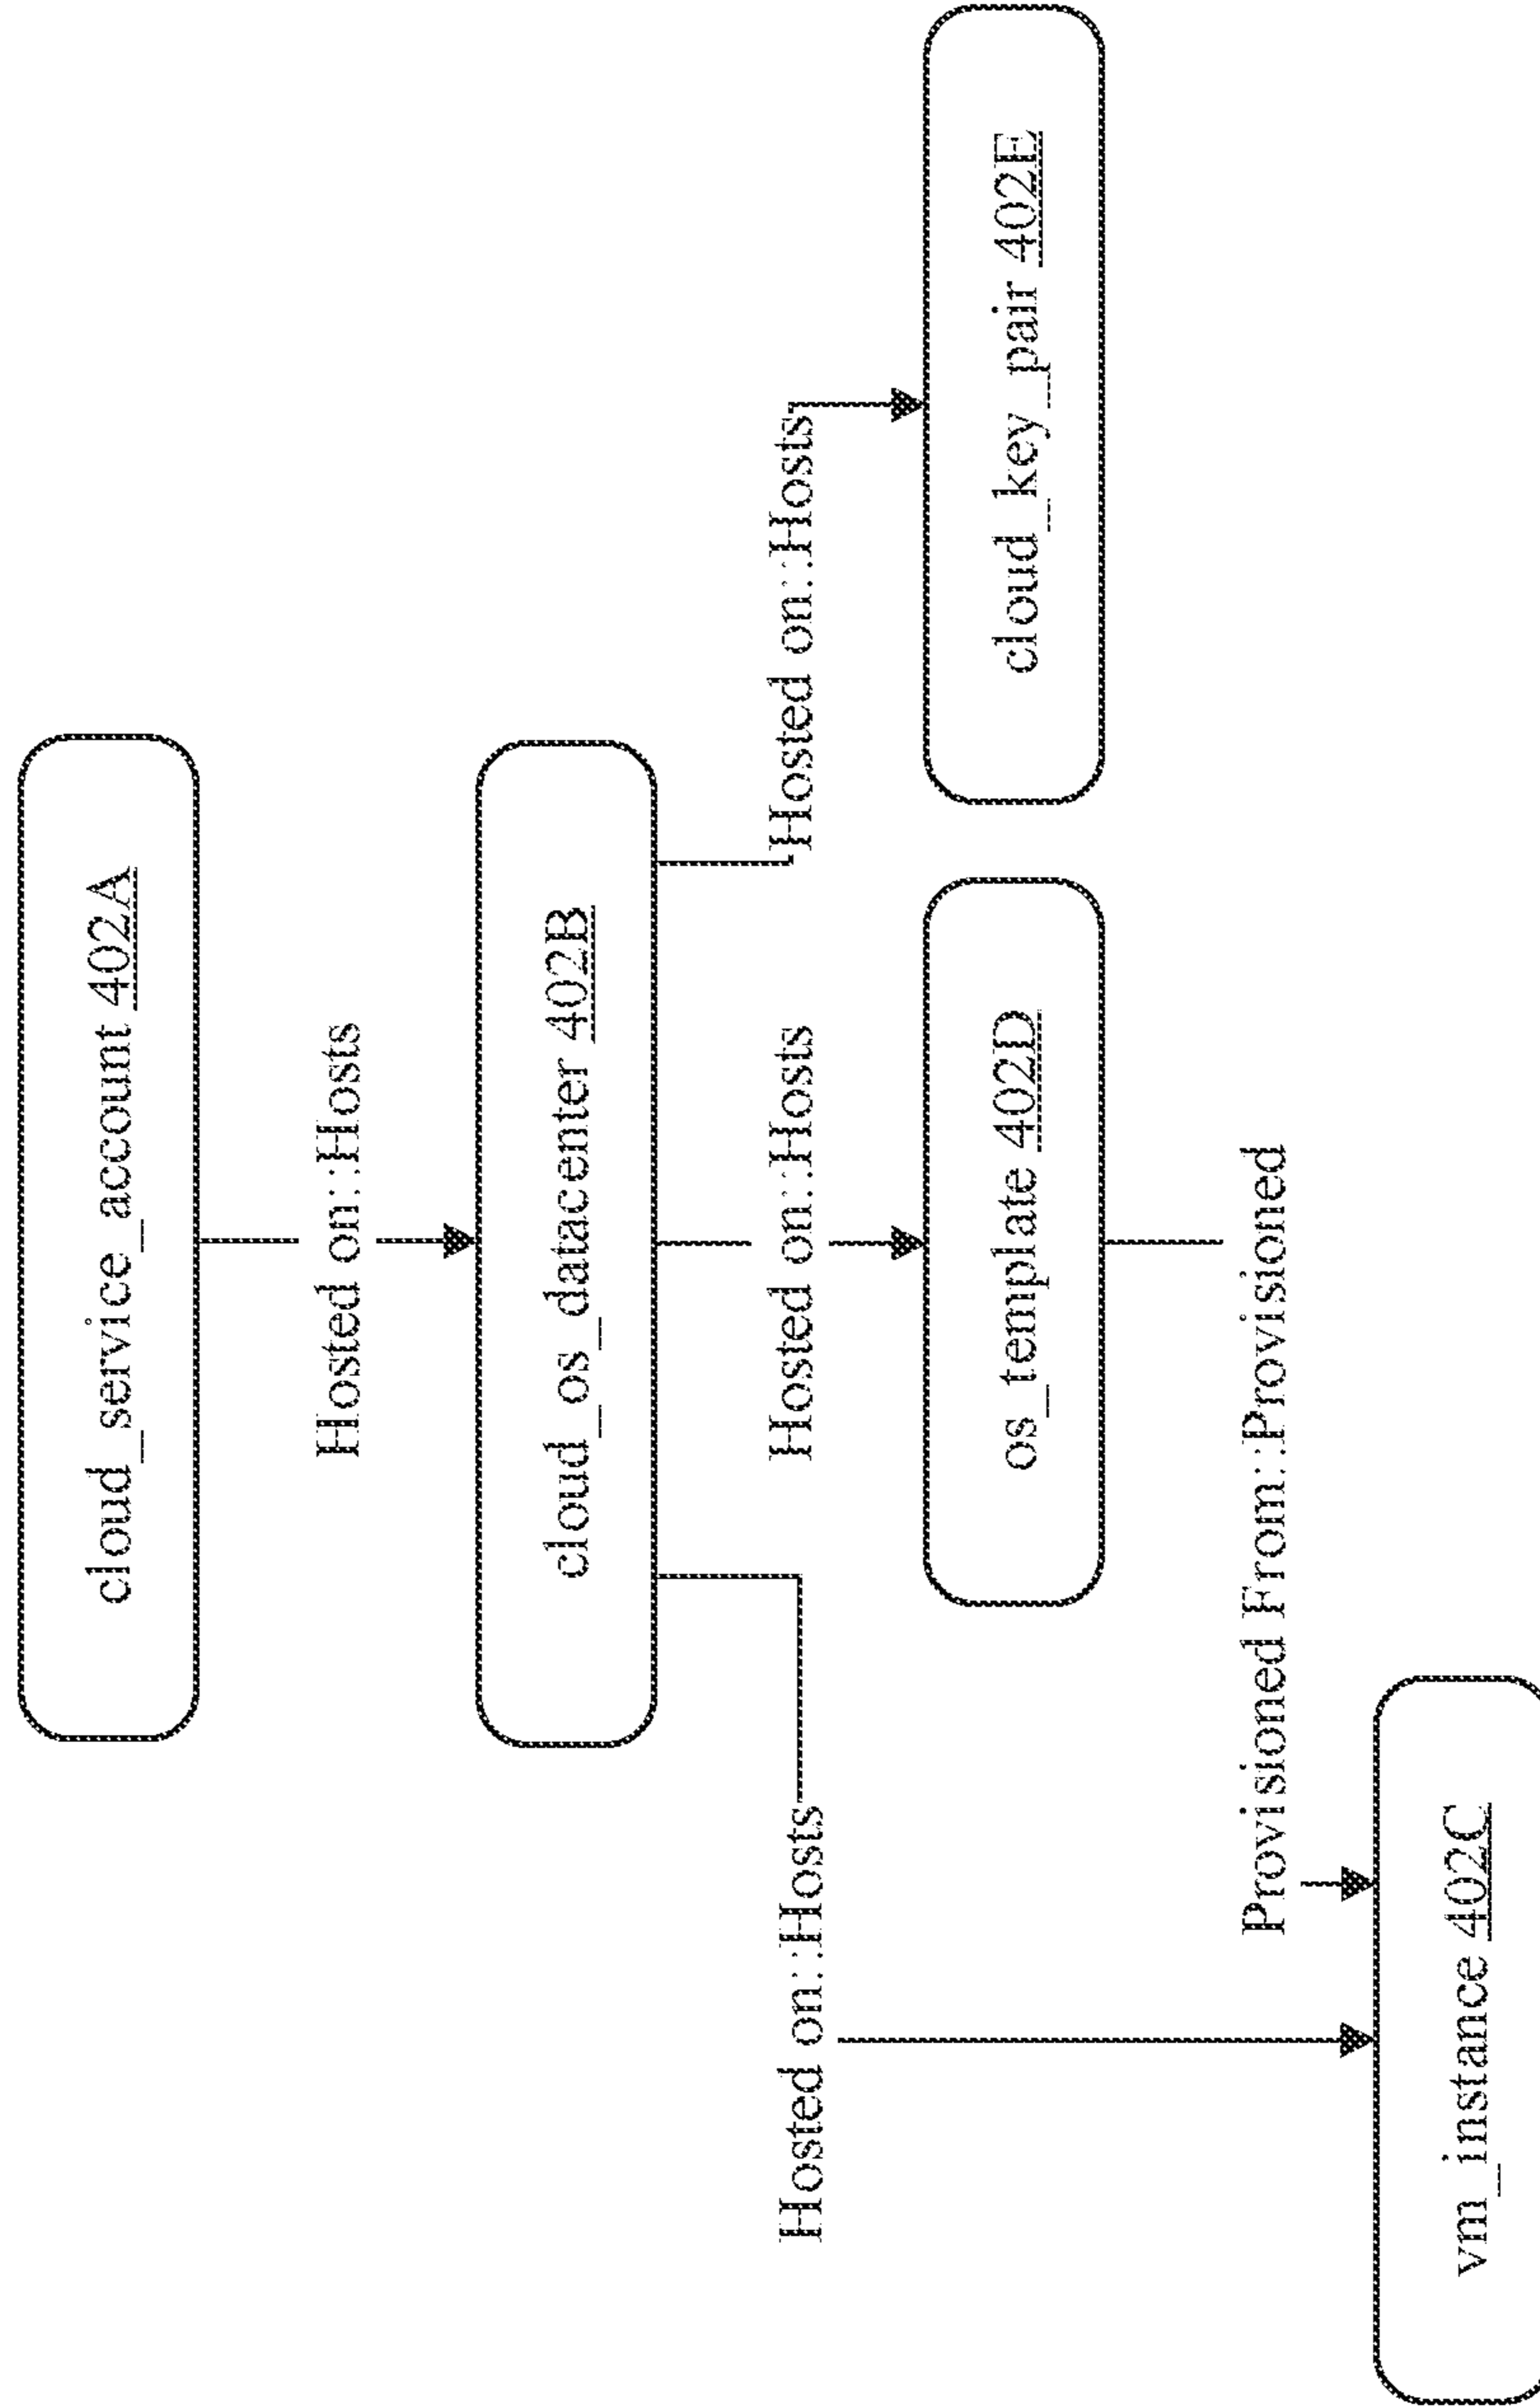 cloud_service_account 402A
Hosted on::Hosts
cloud_os_datacenter 402B
Hosted on::Hosts
Hosted on::Hosts
Hosted on::Hosts
os_template 402D
cloud_key_pair 402E
Provisioned From::Provisioned
vm_instance 402C